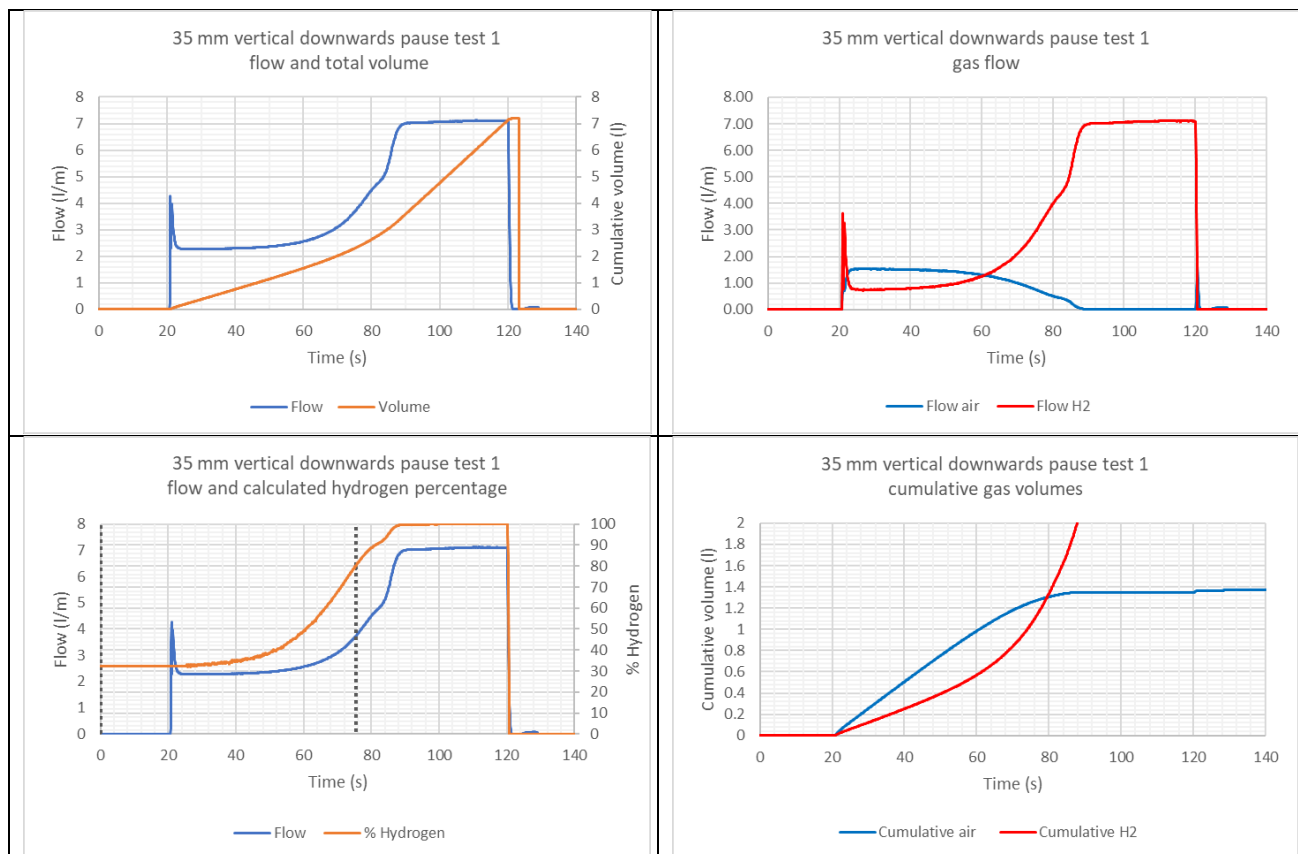 35 mm vertical downwards pause test 1
flow and total volume
8
7
6
5
4
3
2
1
0
8
7
6
5
4
3
2
1
0
Flow (l/m)
Cumulative volume (l)
0 20 40 60 80 100 120 140
Time (s)
Flow Volume
35 mm vertical downwards pause test 1
gas flow
8.00
7.00
6.00
5.00
4.00
3.00
2.00
1.00
0.00
Flow (l/m)
0 20 40 60 80 100 120 140
Time (s)
Flow air Flow H2
35 mm vertical downwards pause test 1
flow and calculated hydrogen percentage
8
7
6
5
4
3
2
1
0
100
90
80
70
60
50
40
30
20
10
0
Flow (l/m)
% Hydrogen
0 20 40 60 80 100 120 140
Time (s)
Flow % Hydrogen
35 mm vertical downwards pause test 1
cumulative gas volumes
2
1.8
1.6
1.4
1.2
1
0.8
0.6
0.4
0.2
0
Cumulative volume (l)
0 20 40 60 80 100 120 140
Time (s)
Cumulative air Cumulative H2